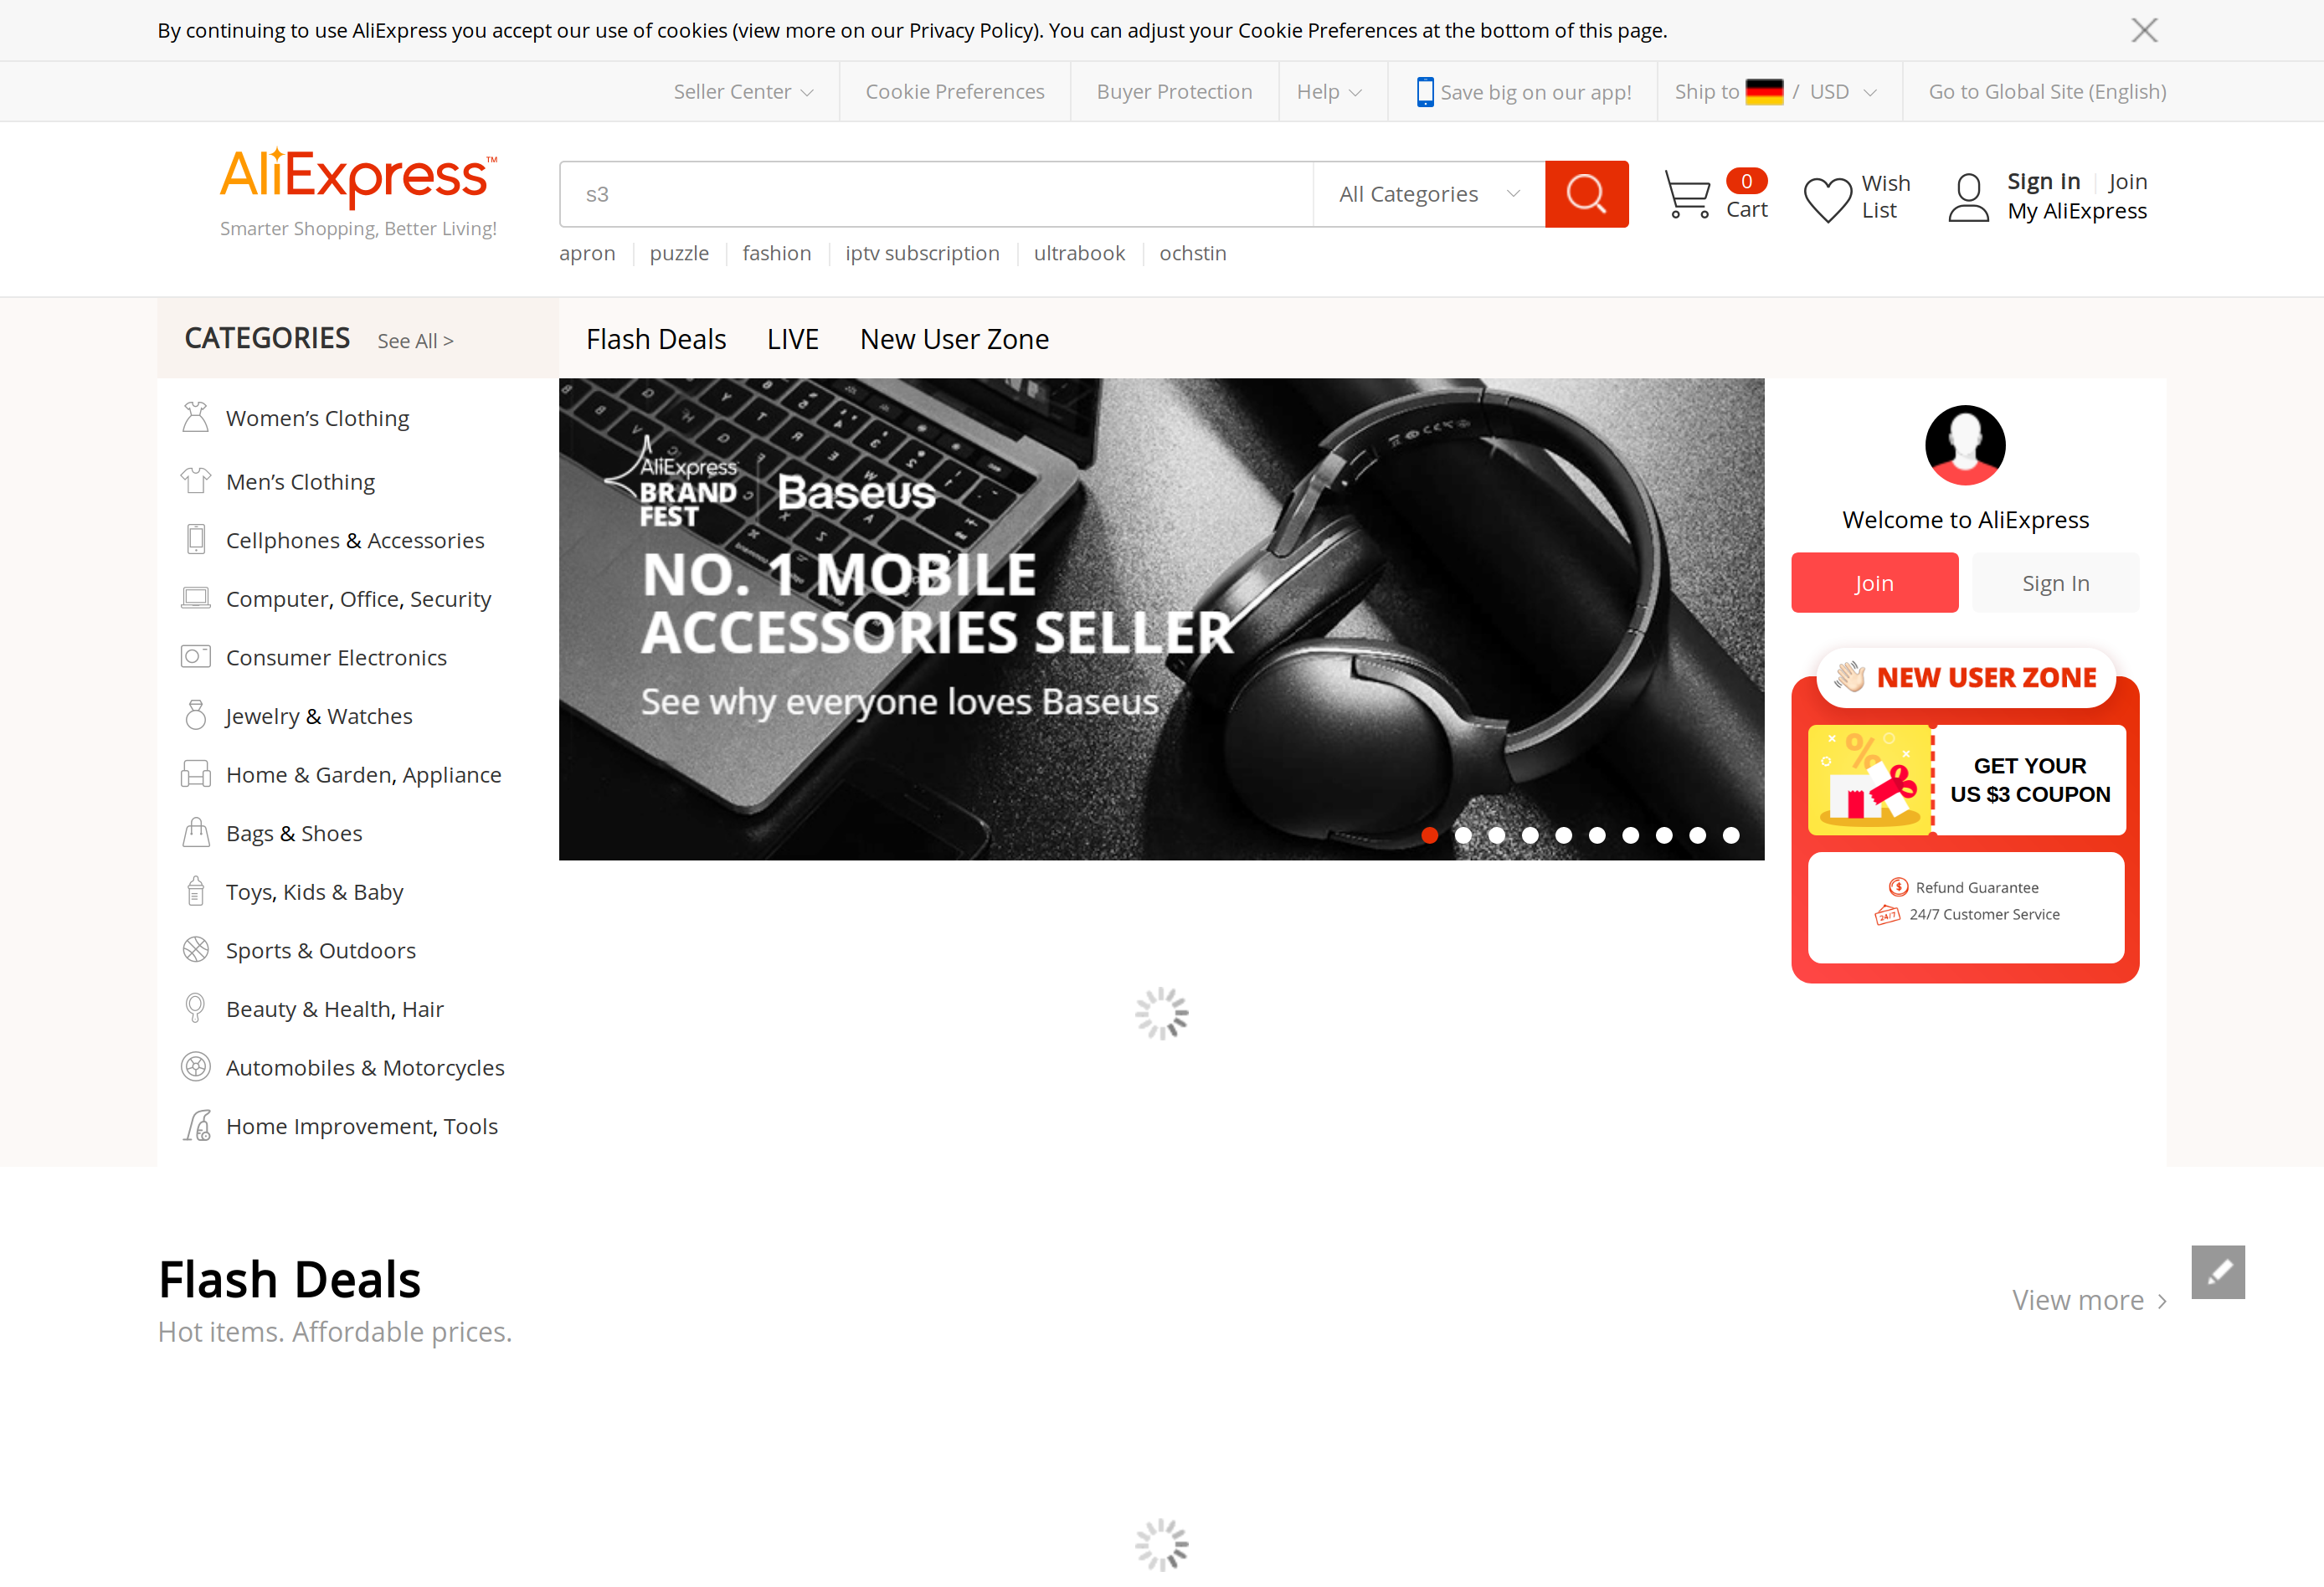 By continuing to use AliExpress you accept our use of cookies (view more on our Privacy Policy). You can adjust your Cookie Preferences at the bottom of this page.
Seller Center
Cookie Preferences
Buyer Protection
Help
Save big on our app!
Ship to / USD
Go to Global Site (English)
AliExpress™
Smarter Shopping, Better Living!
s3
All Categories
0
Cart
Wish
List
Sign in Join
My AliExpress
apron
puzzle
fashion
iptv subscription
ultrabook
ochstin
CATEGORIES See All >
Flash Deals
LIVE
New User Zone
Women's Clothing
Men's Clothing
Cellphones & Accessories
Computer, Office, Security
Consumer Electronics
Jewelry & Watches
Home & Garden, Appliance
Bags & Shoes
Toys, Kids & Baby
Sports & Outdoors
Beauty & Health, Hair
Automobiles & Motorcycles
Home Improvement, Tools
AliExpress
BRAND
FEST
Baseus
NO. 1 MOBILE
ACCESSORIES SELLER
See why everyone loves Baseus
Welcome to AliExpress
Join
Sign In
NEW USER ZONE
%
GET YOUR
US $3 COUPON
$ Refund Guarantee
24/7 24/7 Customer Service
Flash Deals
Hot items. Affordable prices.
View more >